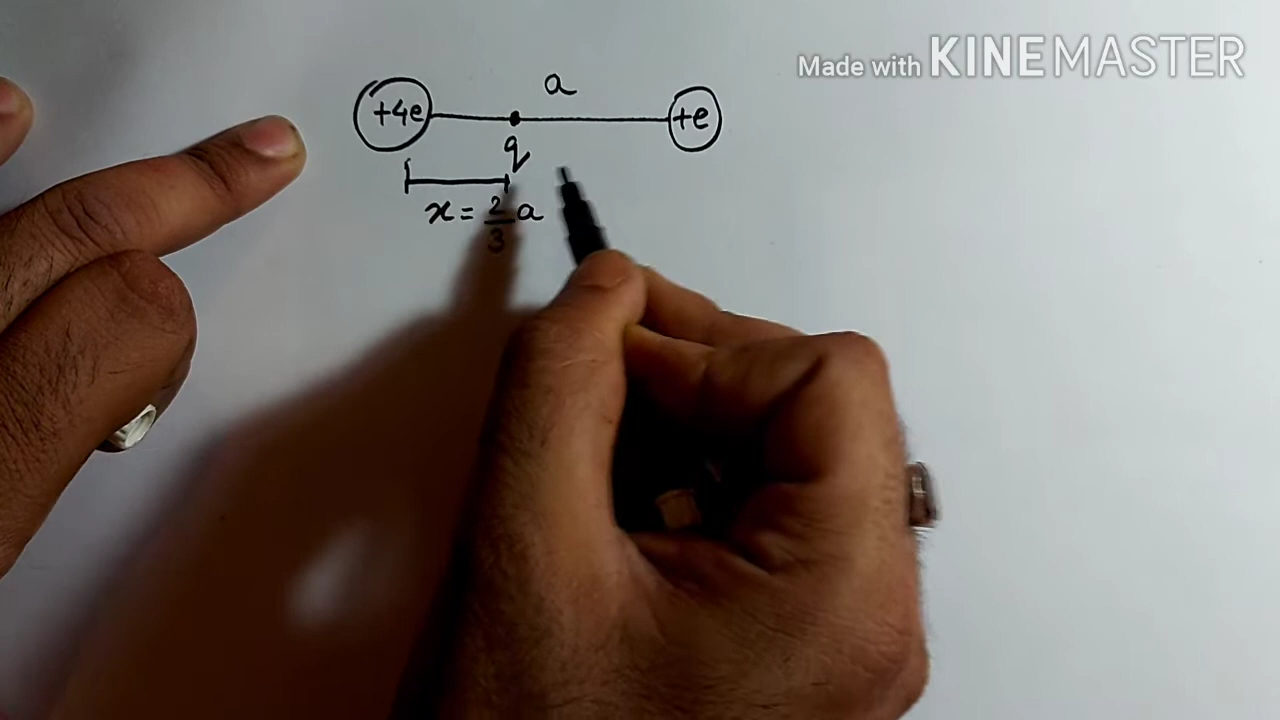 Made with KINEMASTER
a
+4e +e
q
x = 2/3 a